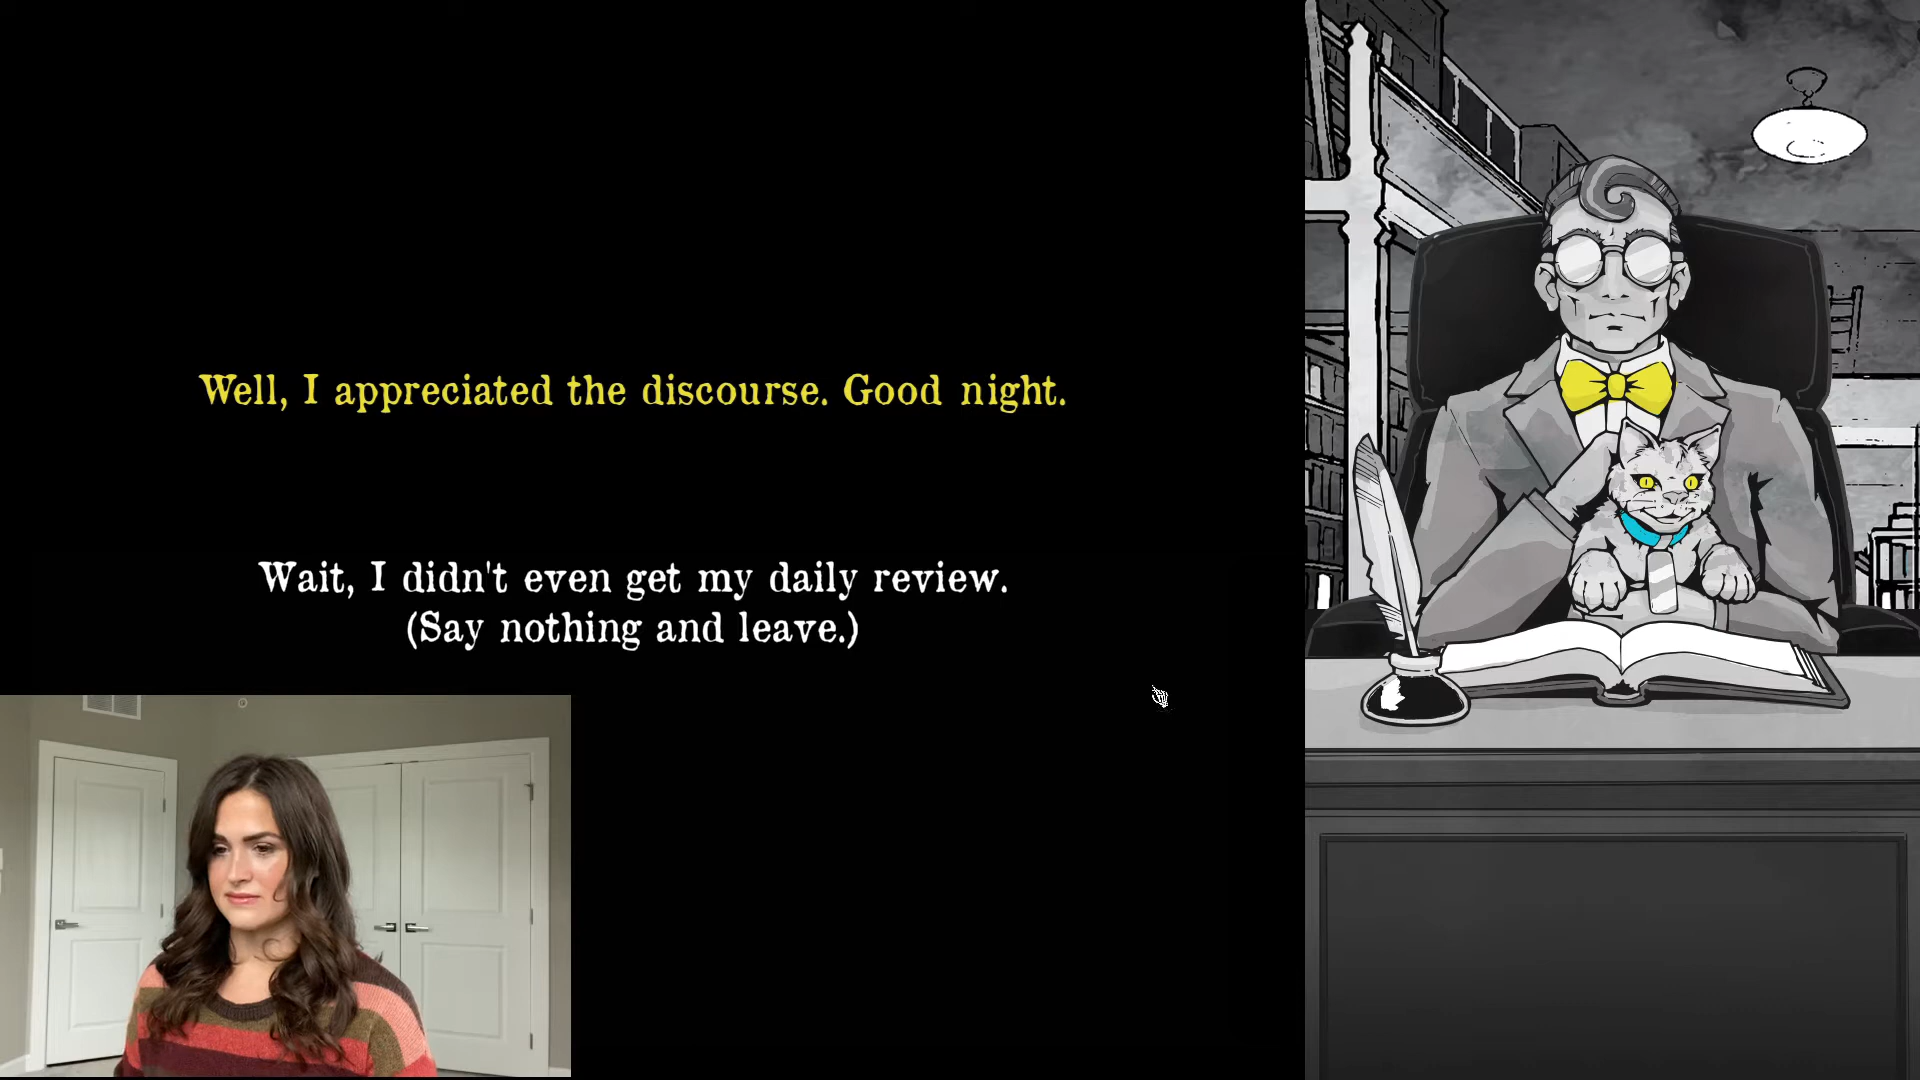 Well, I appreciated the discourse. Good night.
Wait, I didn't even get my daily review.
(Say nothing and leave.)